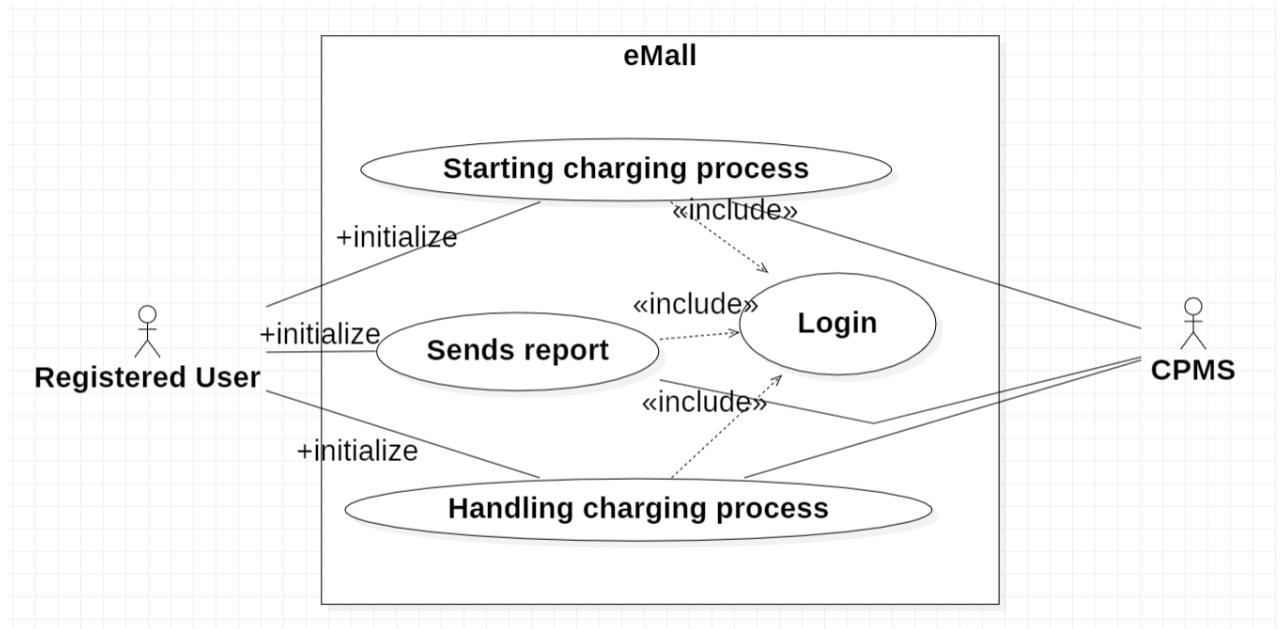 eMall
Starting charging process
«include»
+initialize
«include»
Login
+initialize
Sends report
Registered User
CPMS
«include»
+initialize
Handling charging process